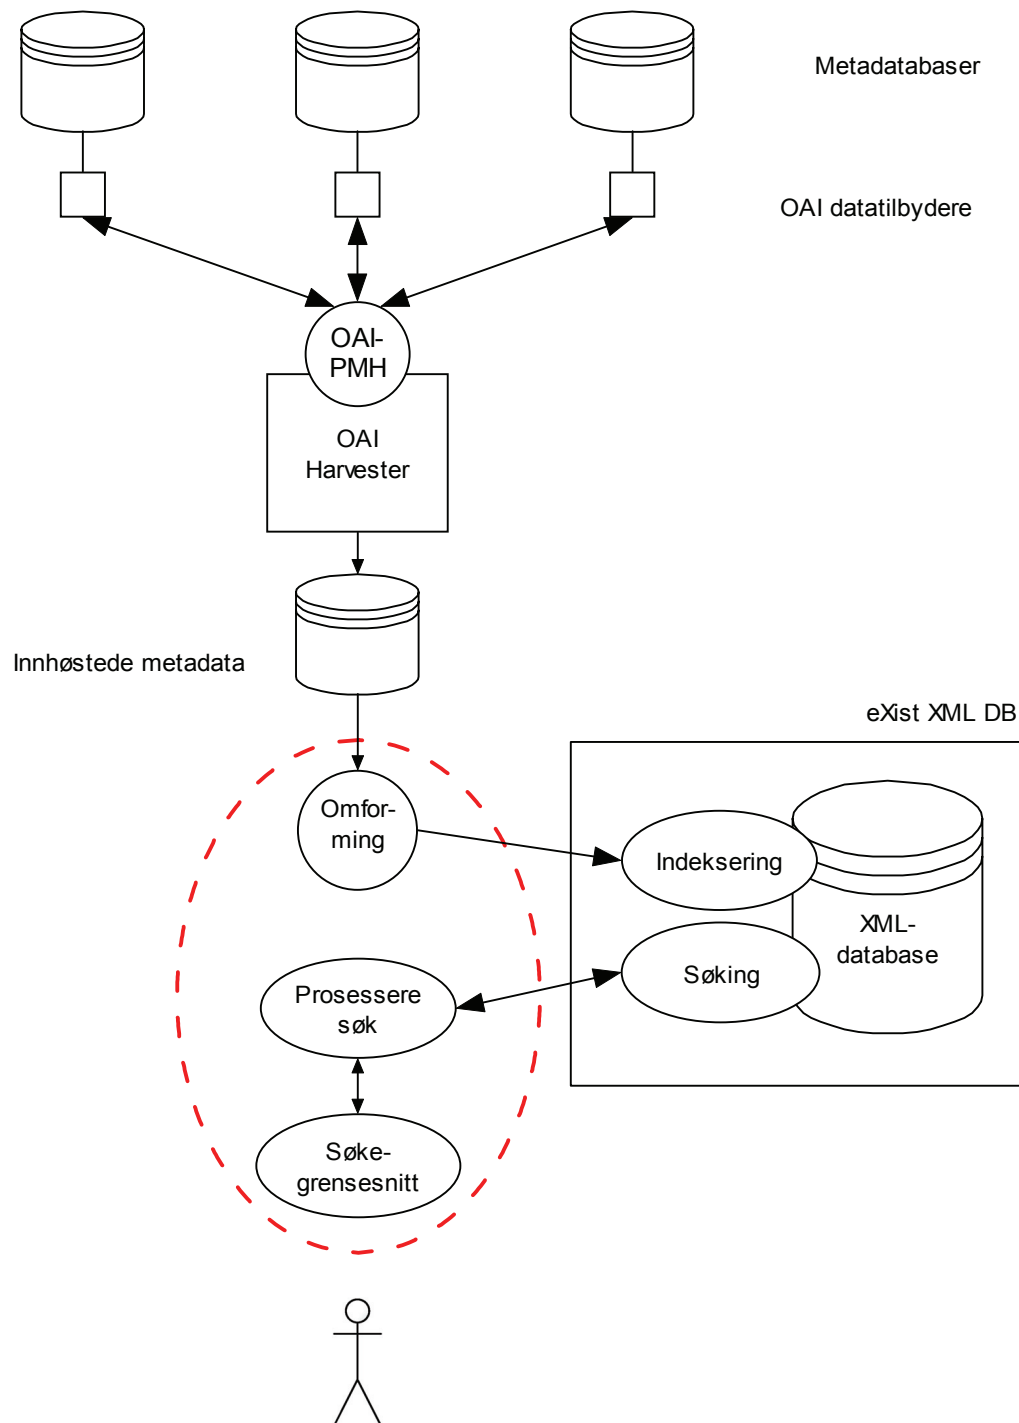 Metadatabaser
OAI datatilbydere
OAI-
PMH
OAI
Harvester
Innhøstede metadata
eXist XML DB
Omfor-
ming
Indeksering
XML-
database
Søking
Prosessere
søk
Søke-
grensesnitt